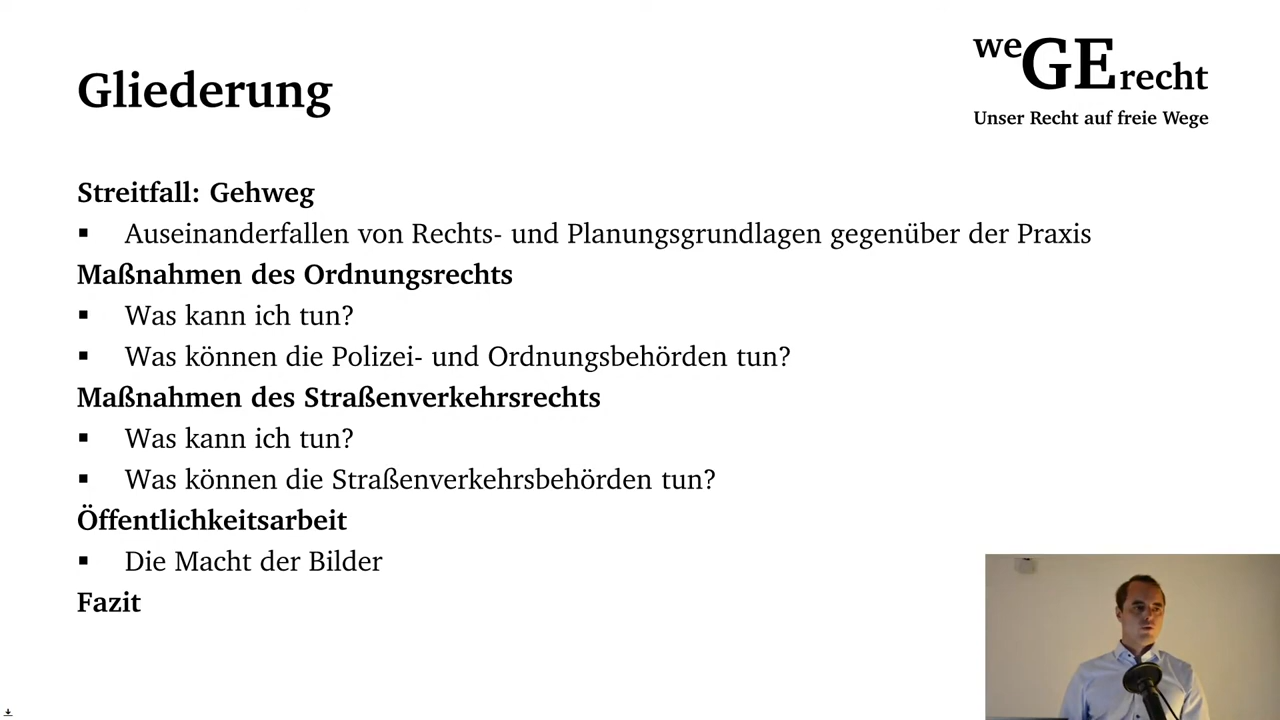 Gliederung
weGErecht
Unser Recht auf freie Wege
Streitfall: Gehweg
▪ Auseinanderfallen von Rechts- und Planungsgrundlagen gegenüber der Praxis
Maßnahmen des Ordnungsrechts
▪ Was kann ich tun?
▪ Was können die Polizei- und Ordnungsbehörden tun?
Maßnahmen des Straßenverkehrsrechts
▪ Was kann ich tun?
▪ Was können die Straßenverkehrsbehörden tun?
Öffentlichkeitsarbeit
▪ Die Macht der Bilder
Fazit